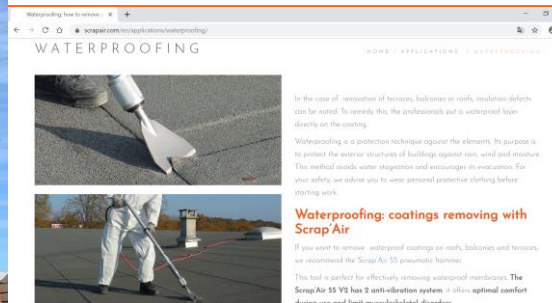 Waterproofing: how to remove
scrapair.com/en/applications/waterproofing/
WATERPROOFING
HOME / APPLICATIONS / WATERPROOFING
In the case of renovation of terraces, balconies or roofs, insulation defects
can be noted. To remedy this, the professionals put a waterproof layer
directly on the coating.
Waterproofing is a protection technique against the elements. Its purpose is
to protect the exterior structures of buildings against rain, wind and moisture.
This method avoids water stagnation and encourages its evacuation. For
your safety, we advise you to wear personal protective clothing before
starting work.
Waterproofing: coatings removing with
Scrap'Air
If you want to remove waterproof coatings on roofs, balconies and terraces,
we recommend the Scrap'Air 55 pneumatic hammer.
This tool is perfect for effectively removing waterproof membranes. The
Scrap'Air 55 V2 has 2 anti-vibration system, it offers optimal comfort
during use and limit musculoskeletal disorders